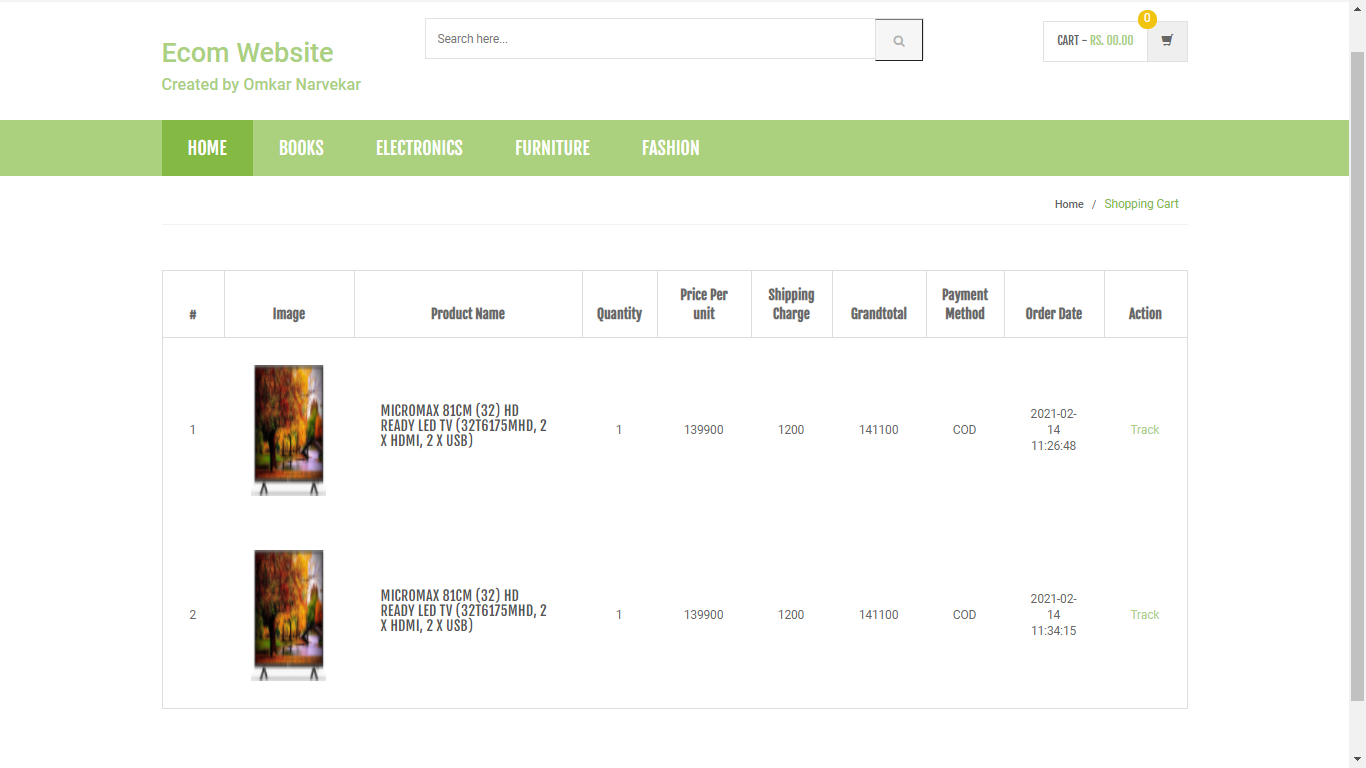 0
Search here...
CART - RS. 00.00
Ecom Website
Created by Omkar Narvekar
HOME BOOKS ELECTRONICS FURNITURE FASHION
Home / Shopping Cart
# Image Product Name Quantity Price Per unit Shipping Charge Grandtotal Payment Method Order Date Action
1
MICROMAX 81CM (32) HD
READY LED TV (32T6175MHD, 2
X HDMI, 2 X USB)
1 139900 1200 141100 COD
2021-02-
14
11:26:48
Track
2
MICROMAX 81CM (32) HD
READY LED TV (32T6175MHD, 2
X HDMI, 2 X USB)
1 139900 1200 141100 COD
2021-02-
14
11:34:15
Track